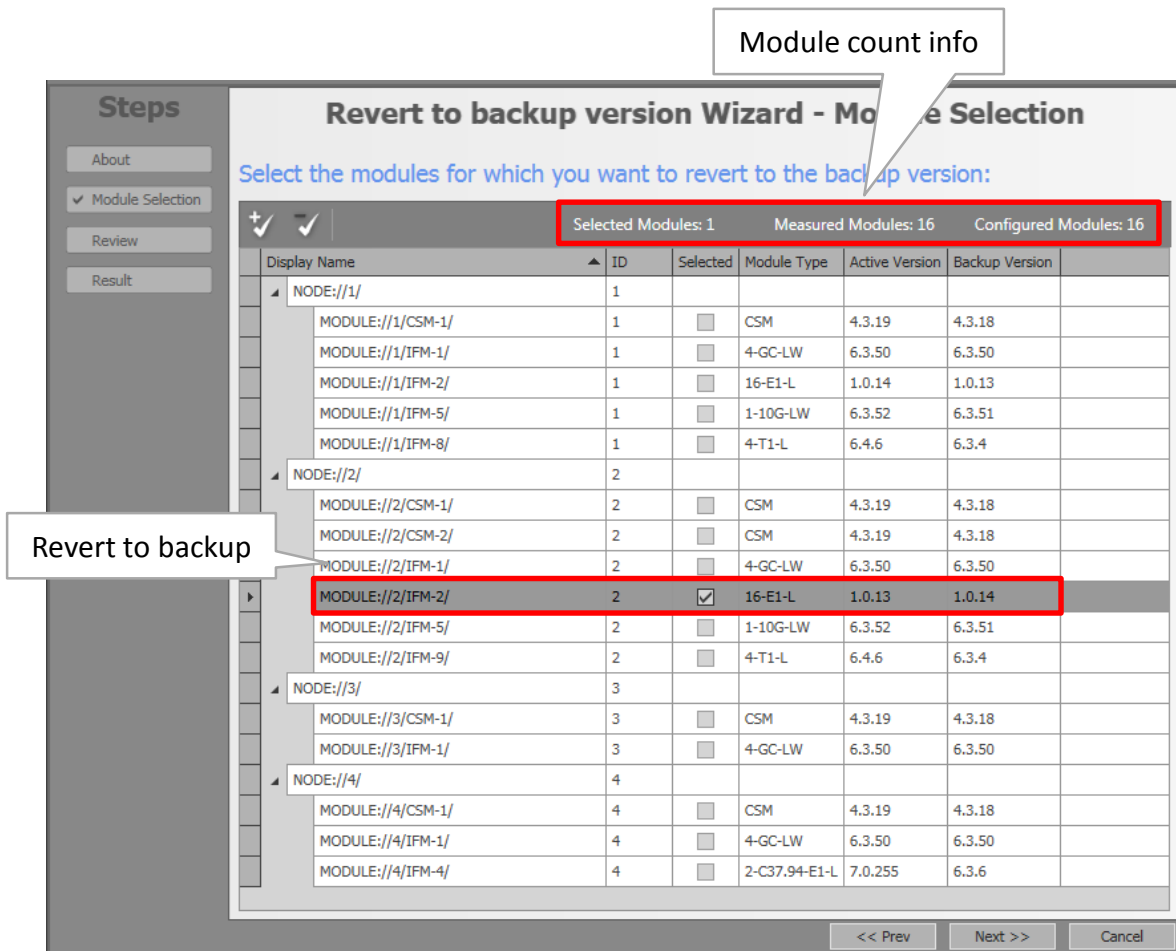 Module count info
Steps
About
Module Selection
Review
Result
Revert to backup version Wizard - Mo e Selection
Select the modules for which you want to revert to the backup version:
Selected Modules: 1 Measured Modules: 16 Configured Modules: 16
Display Name ID Selected Module Type Active Version Backup Version
NODE://1/ 1
MODULE://1/CSM-1/ 1 CSM 4.3.19 4.3.18
MODULE://1/IFM-1/ 1 4-GC-LW 6.3.50 6.3.50
MODULE://1/IFM-2/ 1 16-E1-L 1.0.14 1.0.13
MODULE://1/IFM-5/ 1 1-10G-LW 6.3.52 6.3.51
MODULE://1/IFM-8/ 1 4-T1-L 6.4.6 6.3.4
NODE://2/ 2
MODULE://2/CSM-1/ 2 CSM 4.3.19 4.3.18
MODULE://2/CSM-2/ 2 CSM 4.3.19 4.3.18
Revert to backup
MODULE://2/IFM-1/ 2 4-GC-LW 6.3.50 6.3.50
MODULE://2/IFM-2/ 2 16-E1-L 1.0.13 1.0.14
MODULE://2/IFM-5/ 2 1-10G-LW 6.3.52 6.3.51
MODULE://2/IFM-9/ 2 4-T1-L 6.4.6 6.3.4
NODE://3/ 3
MODULE://3/CSM-1/ 3 CSM 4.3.19 4.3.18
MODULE://3/IFM-1/ 3 4-GC-LW 6.3.50 6.3.50
NODE://4/ 4
MODULE://4/CSM-1/ 4 CSM 4.3.19 4.3.18
MODULE://4/IFM-1/ 4 4-GC-LW 6.3.50 6.3.50
MODULE://4/IFM-4/ 4 2-C37.94-E1-L 7.0.255 6.3.6
<< Prev Next >> Cancel